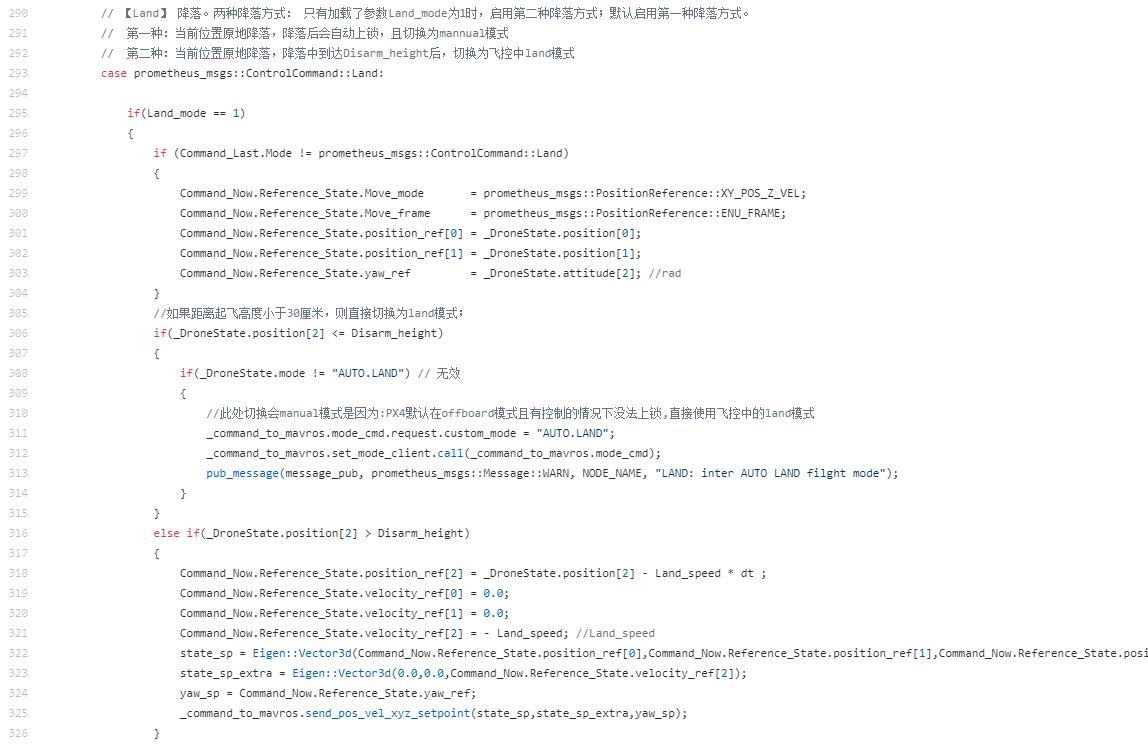 290 // 【Land】 降落。两种降落方式： 只有加载了参数Land_mode为1时，启用第二种降落方式；默认启用第一种降落方式。
291 //  第一种：当前位置原地降落，降落后会自动上锁，且切换为mannual模式
292 //  第二种：当前位置原地降落，降落中到达Disarm_height后，切换为飞控中land模式
293 case prometheus_msgs::ControlCommand::Land:
294
295 if(Land_mode == 1)
296 {
297 if (Command_Last.Mode != prometheus_msgs::ControlCommand::Land)
298 {
299 Command_Now.Reference_State.Move_mode       = prometheus_msgs::PositionReference::XY_POS_Z_VEL;
300 Command_Now.Reference_State.Move_frame      = prometheus_msgs::PositionReference::ENU_FRAME;
301 Command_Now.Reference_State.position_ref[0] = _DroneState.position[0];
302 Command_Now.Reference_State.position_ref[1] = _DroneState.position[1];
303 Command_Now.Reference_State.yaw_ref         = _DroneState.attitude[2]; //rad
304 }
305 //如果距离起飞高度小于30厘米，则直接切换为land模式；
306 if(_DroneState.position[2] <= Disarm_height)
307 {
308 if(_DroneState.mode != "AUTO.LAND") // 无效
309 {
310 //此处切换会manual模式是因为:PX4默认在offboard模式且有控制的情况下没法上锁,直接使用飞控中的land模式
311 _command_to_mavros.mode_cmd.request.custom_mode = "AUTO.LAND";
312 _command_to_mavros.set_mode_client.call(_command_to_mavros.mode_cmd);
313 pub_message(message_pub, prometheus_msgs::Message::WARN, NODE_NAME, "LAND: inter AUTO LAND filght mode");
314 }
315 }
316 else if(_DroneState.position[2] > Disarm_height)
317 {
318 Command_Now.Reference_State.position_ref[2] = _DroneState.position[2] - Land_speed * dt ;
319 Command_Now.Reference_State.velocity_ref[0] = 0.0;
320 Command_Now.Reference_State.velocity_ref[1] = 0.0;
321 Command_Now.Reference_State.velocity_ref[2] = - Land_speed; //Land_speed
322 state_sp = Eigen::Vector3d(Command_Now.Reference_State.position_ref[0],Command_Now.Reference_State.position_ref[1],Command_Now.Reference_State.posi
323 state_sp_extra = Eigen::Vector3d(0.0,0.0,Command_Now.Reference_State.velocity_ref[2]);
324 yaw_sp = Command_Now.Reference_State.yaw_ref;
325 _command_to_mavros.send_pos_vel_xyz_setpoint(state_sp,state_sp_extra,yaw_sp);
326 }